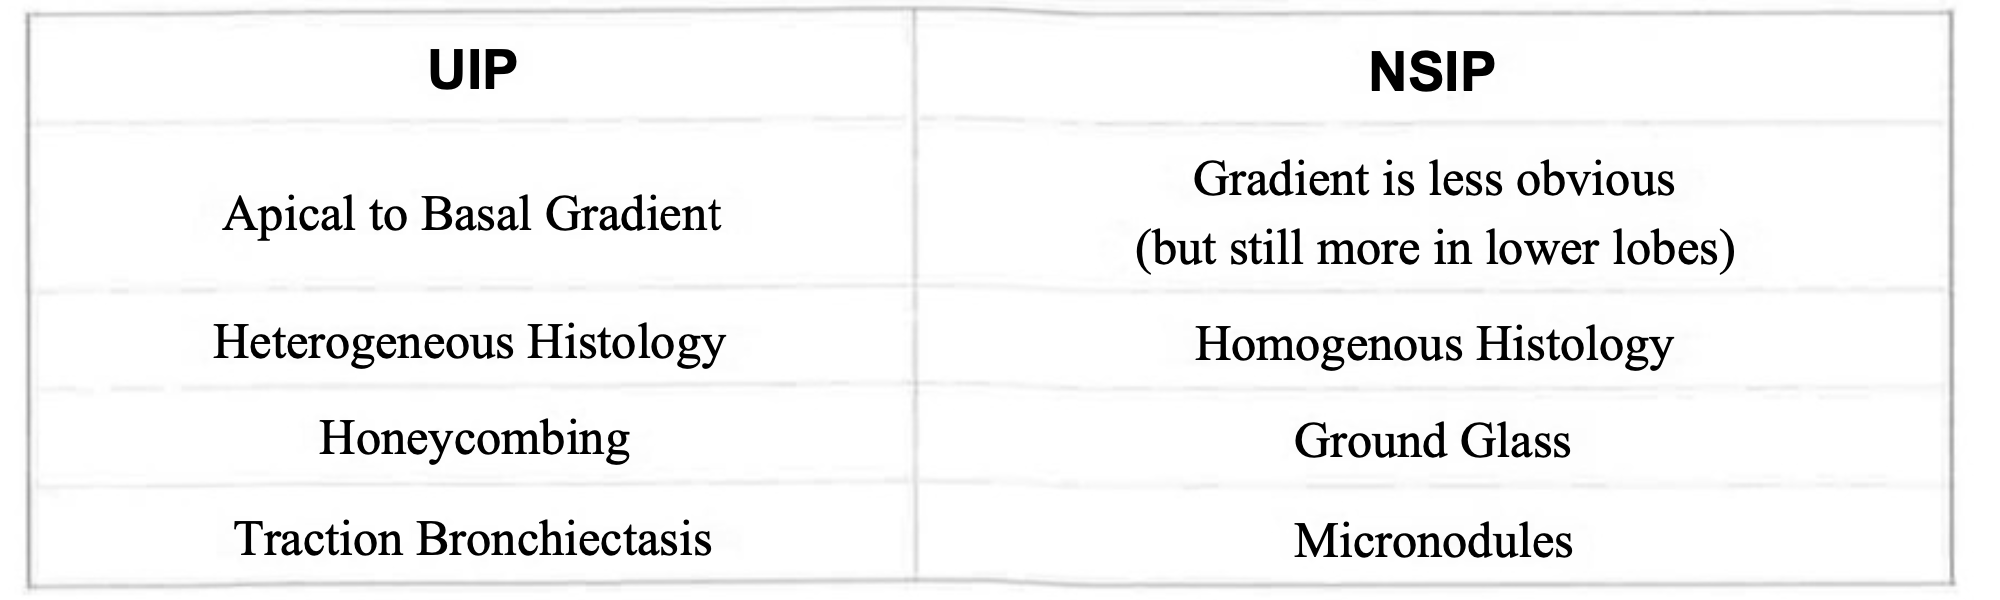 UIP
NSIP
Apical to Basal Gradient
Gradient is less obvious
(but still more in lower lobes)
Heterogeneous Histology
Homogenous Histology
Honeycombing
Ground Glass
Traction Bronchiectasis
Micronodules